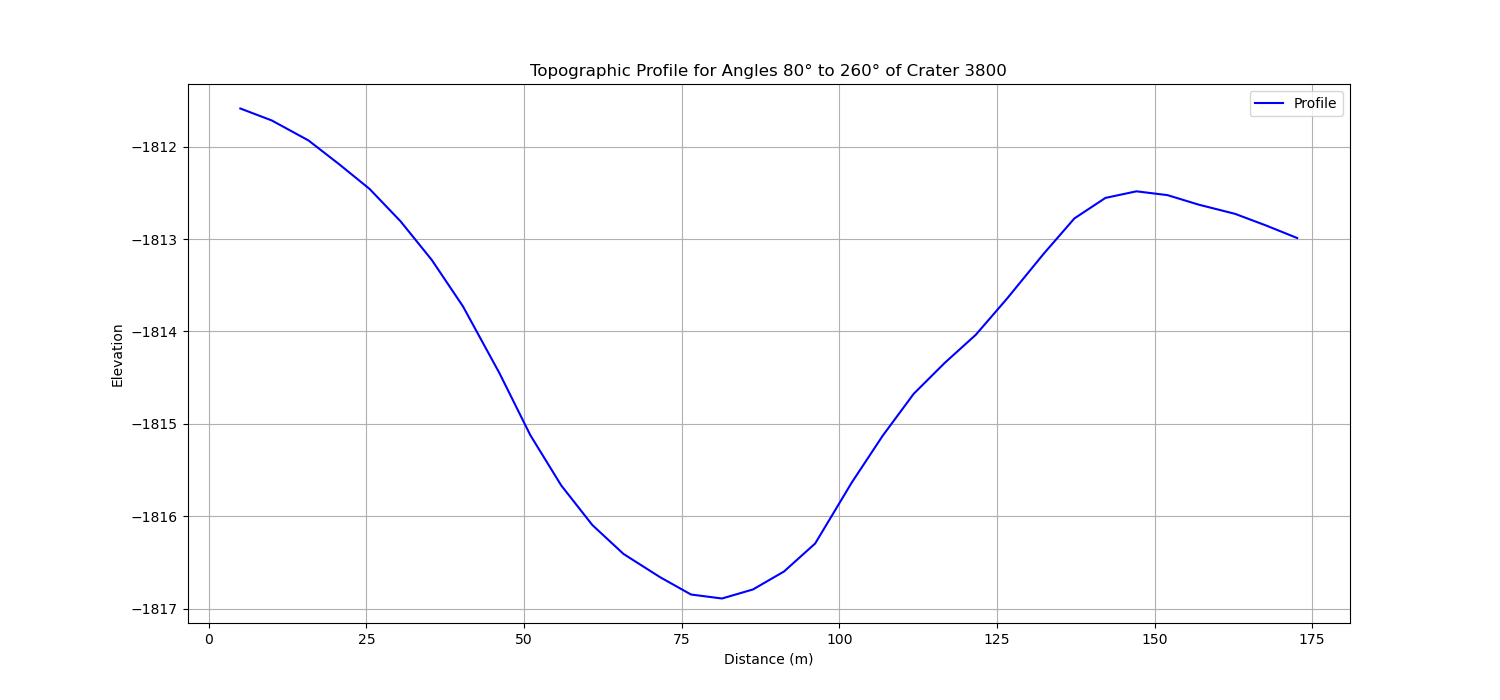 Topographic Profile for Angles 80° to 260° of Crater 3800
Profile
−1812
−1813
−1814
−1815
−1816
−1817
Elevation
0 25 50 75 100 125 150 175
Distance (m)